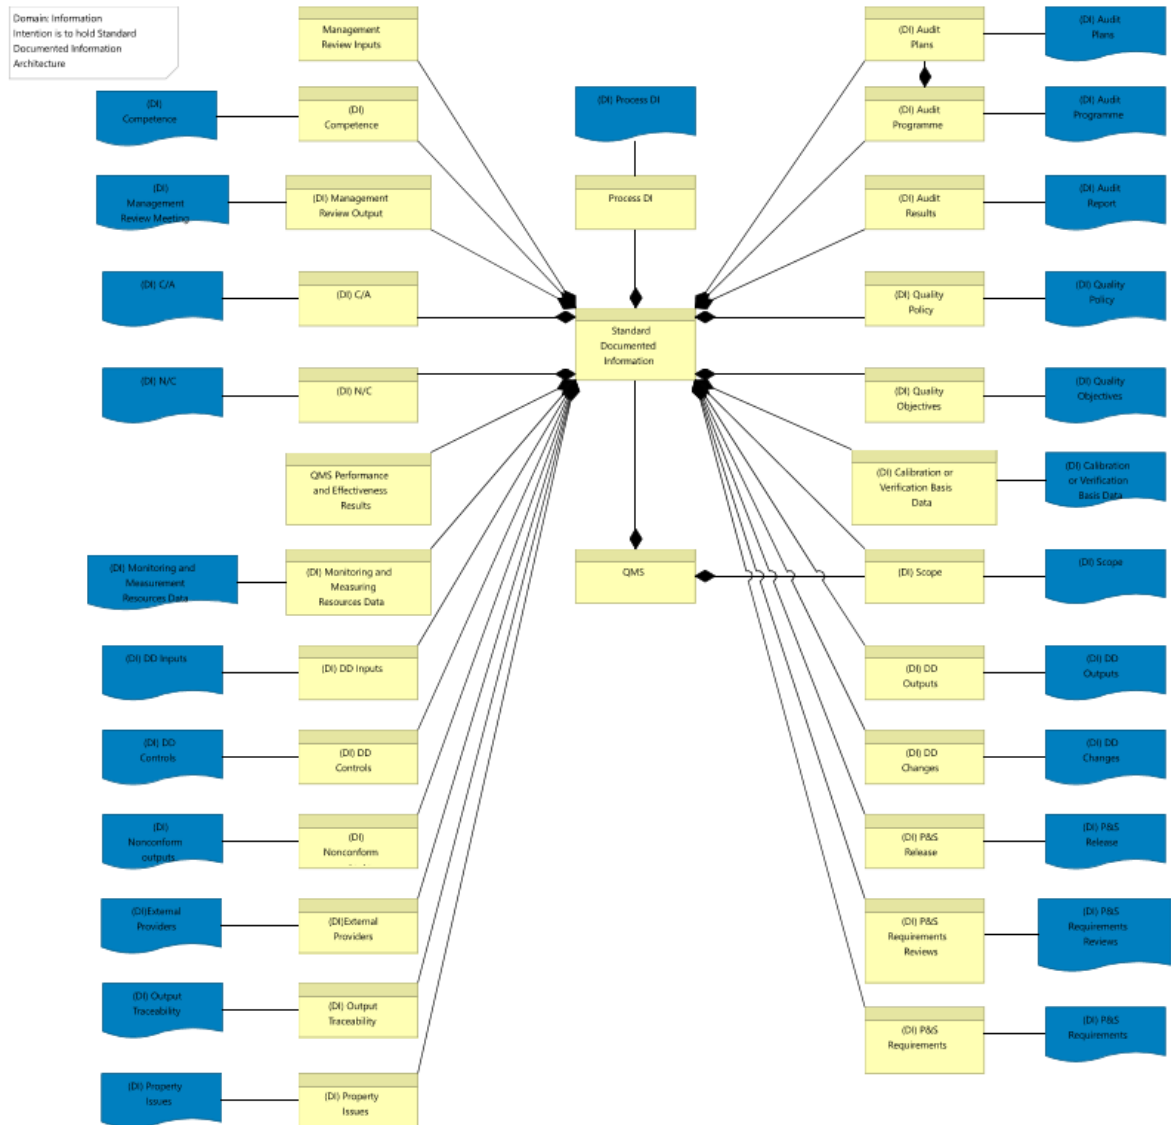 Domain: Information
Intention is to hold Standard
Documented Information
Architecture
Management
Review Inputs
(DI) Audit
Plans
(DI) Audit
Plans
(DI)
Competence
(DI)
Competence
(DI) Process DI
(DI) Audit
Programme
(DI) Audit
Programme
(DI)
Management
Review Meeting
(DI) Management
Review Output
Process DI
(DI) Audit
Results
(DI) Audit
Report
(DI) C/A
(DI) C/A
(DI) Quality
Policy
(DI) Quality
Policy
Standard
Documented
Information
(DI) N/C
(DI) N/C
(DI) Quality
Objectives
(DI) Quality
Objectives
QMS Performance
and Effectiveness
Results
(DI) Calibration or
Verification Basis
Data
(DI) Calibration
or Verification
Basis Data
(DI) Monitoring and
Measurement
Resources Data
(DI) Monitoring and
Measuring
Resources Data
QMS
(DI) Scope
(DI) Scope
(DI) DD Inputs
(DI) DD Inputs
(DI) DD
Outputs
(DI) DD
Outputs
(DI) DD
Controls
(DI) DD
Controls
(DI) DD
Changes
(DI) DD
Changes
(DI)
Nonconform
outputs
(DI)
Nonconform
(DI) P&S
Release
(DI) P&S
Release
(DI)External
Providers
(DI)External
Providers
(DI) P&S
Requirements
Reviews
(DI) P&S
Requirements
Reviews
(DI) Output
Traceability
(DI) Output
Traceability
(DI) P&S
Requirements
(DI) P&S
Requirements
(DI) Property
Issues
(DI) Property
Issues